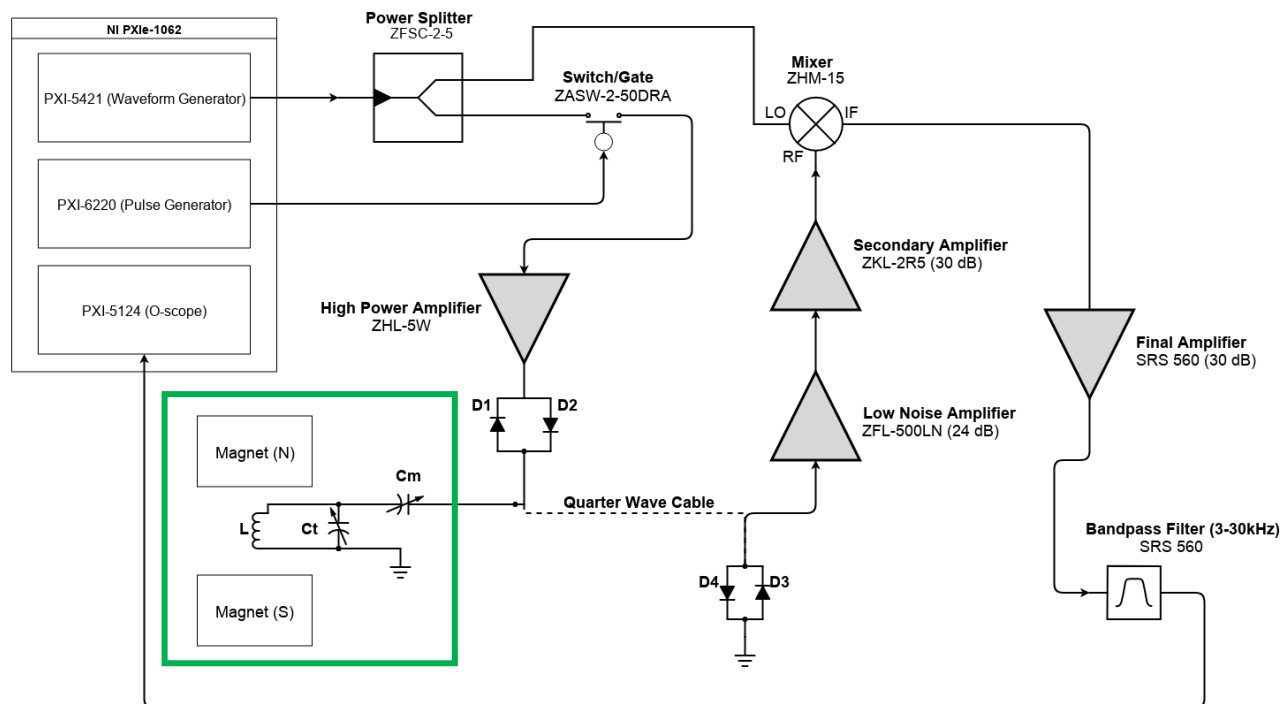 NI PXIe-1062
PXI-5421 (Waveform Generator)
PXI-6220 (Pulse Generator)
PXI-5124 (O-scope)
Power Splitter
ZFSC-2-5
Switch/Gate
ZASW-2-50DRA
Mixer
ZHM-15
LO
IF
RF
Secondary Amplifier
ZKL-2R5 (30 dB)
High Power Amplifier
ZHL-5W
Final Amplifier
SRS 560 (30 dB)
D1
D2
Low Noise Amplifier
ZFL-500LN (24 dB)
Magnet (N)
Cm
Quarter Wave Cable
L
Ct
Magnet (S)
D4
D3
Bandpass Filter (3-30kHz)
SRS 560